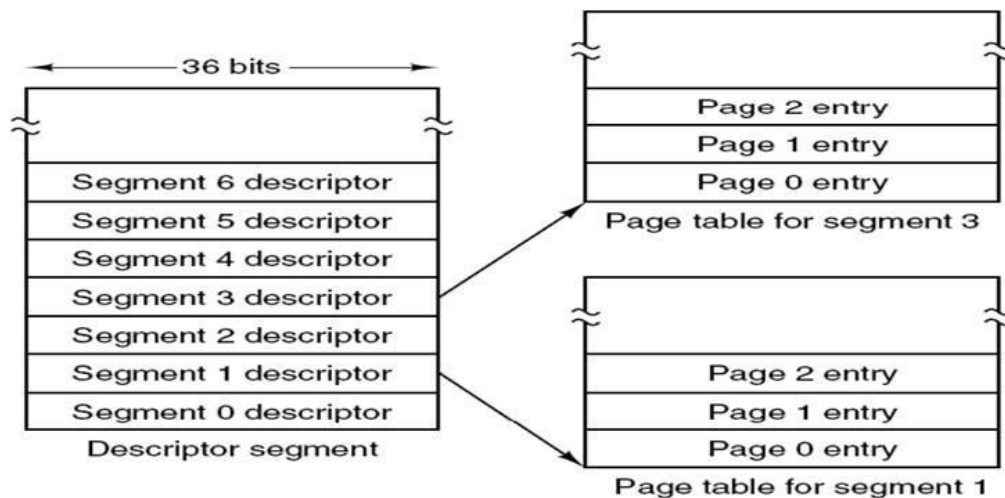 36 bits
Segment 6 descriptor
Segment 5 descriptor
Segment 4 descriptor
Segment 3 descriptor
Segment 2 descriptor
Segment 1 descriptor
Segment 0 descriptor
Descriptor segment
Page 2 entry
Page 1 entry
Page 0 entry
Page table for segment 3
Page 2 entry
Page 1 entry
Page 0 entry
Page table for segment 1